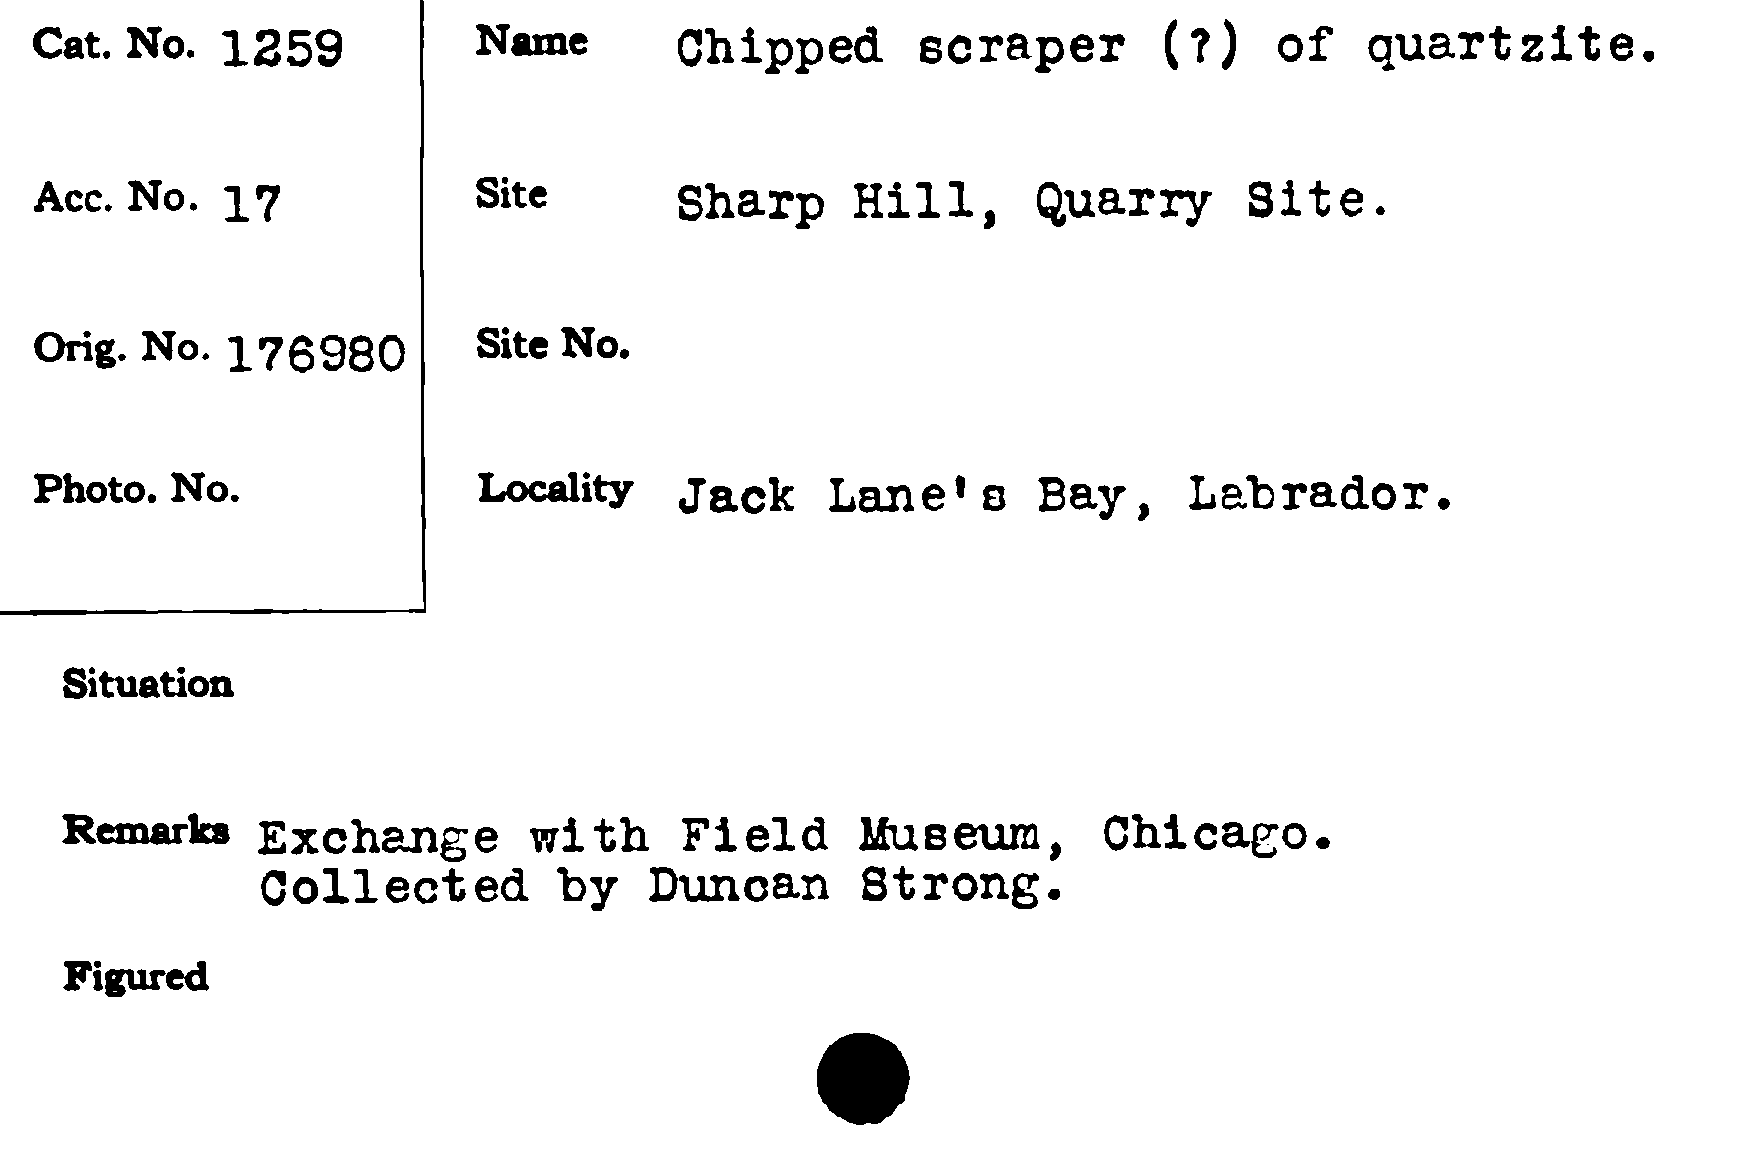 Cat. No. 1259
Name Chipped scraper (?) of quartzite.
Acc. No. 17
Site Sharp Hill, Quarry Site.
Orig. No. 176980
Site No.
Photo. No.
Locality Jack Lane's Bay, Labrador.
Situation
Remarks Exchange with Field Museum, Chicago.
Collected by Duncan Strong.
Figured